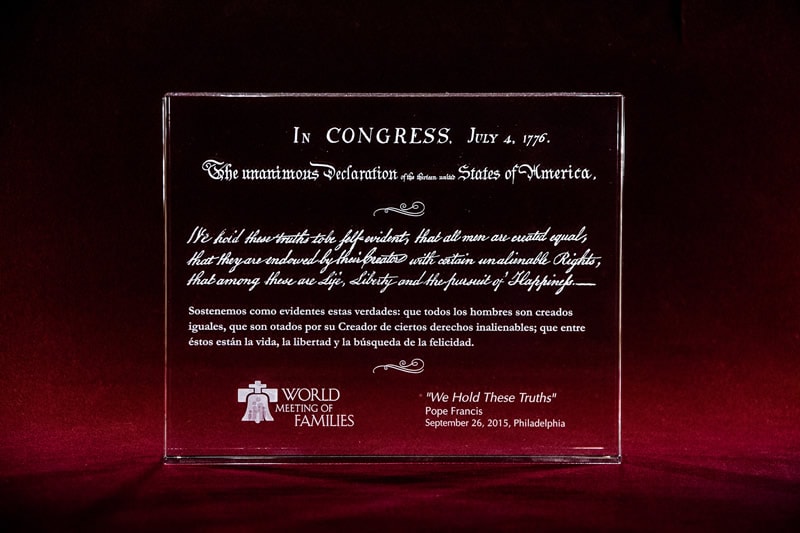 In CONGRESS, July 4, 1776.
The unanimous Declaration of the thirteen united States of America,
We hold these truths to be self-evident, that all men are created equal,
that they are endowed by their Creator with certain unalienable Rights,
that among these are Life, Liberty and the pursuit of Happiness.—
Sostenemos como evidentes estas verdades: que todos los hombres son creados
iguales, que son otados por su Creador de ciertos derechos inalienables; que entre
éstos están la vida, la libertad y la búsqueda de la felicidad.
WORLD
MEETING OF
FAMILIES
"We Hold These Truths"
Pope Francis
September 26, 2015, Philadelphia